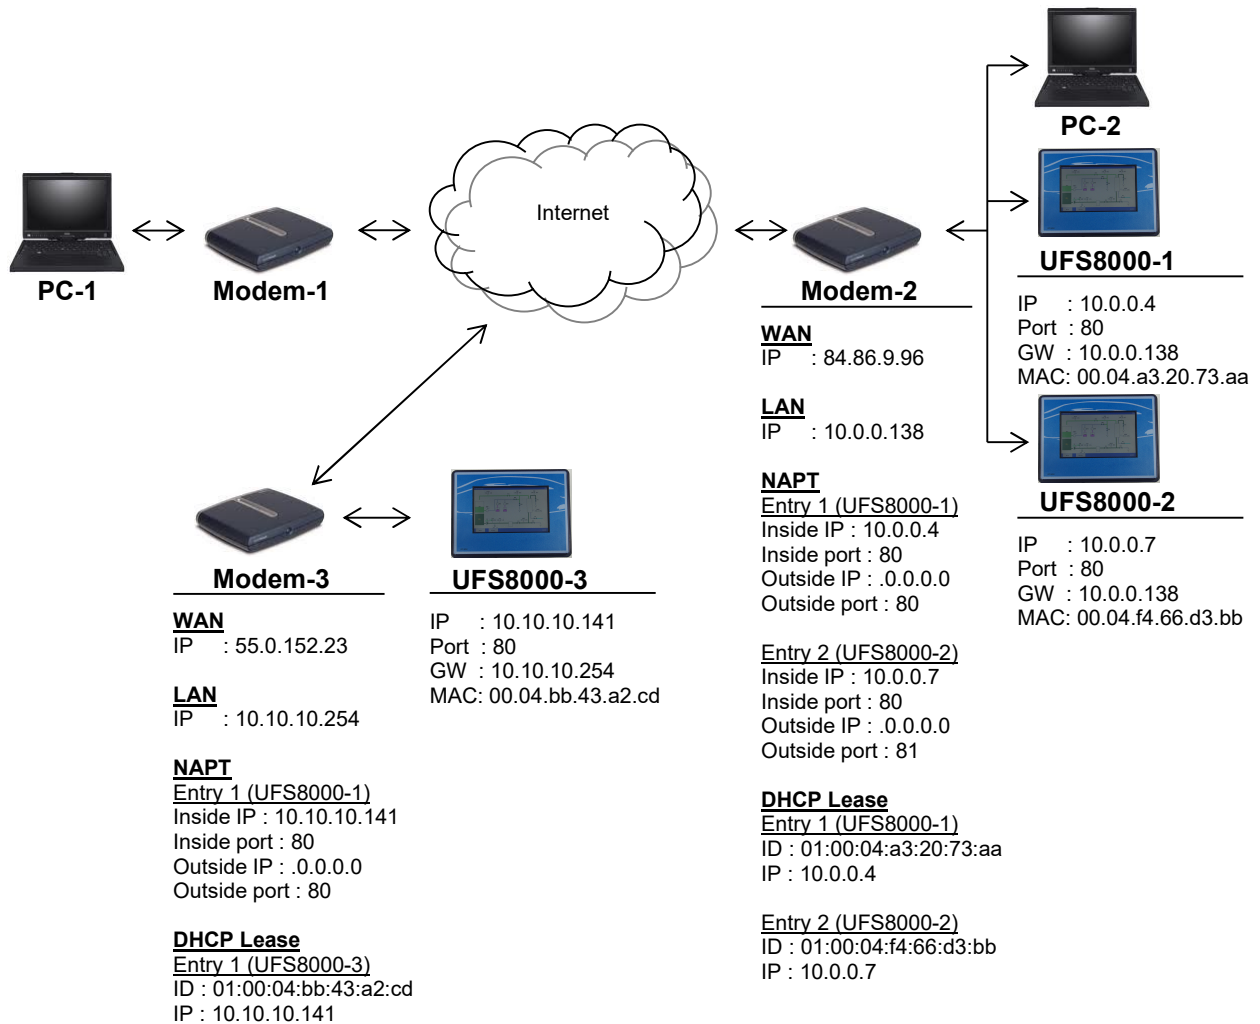 PC-2
Internet
PC-1
Modem-1
Modem-2
UFS8000-1
IP : 10.0.0.4
Port : 80
GW : 10.0.0.138
MAC: 00.04.a3.20.73.aa
UFS8000-2
IP : 10.0.0.7
Port : 80
GW : 10.0.0.138
MAC: 00.04.f4.66.d3.bb
WAN
IP : 84.86.9.96
LAN
IP : 10.0.0.138
NAPT
Entry 1 (UFS8000-1)
Inside IP : 10.0.0.4
Inside port : 80
Outside IP : .0.0.0.0
Outside port : 80
Entry 2 (UFS8000-2)
Inside IP : 10.0.0.7
Inside port : 80
Outside IP : .0.0.0.0
Outside port : 81
DHCP Lease
Entry 1 (UFS8000-1)
ID : 01:00:04:a3:20:73:aa
IP : 10.0.0.4
Entry 2 (UFS8000-2)
ID : 01:00:04:f4:66:d3:bb
IP : 10.0.0.7
Modem-3
WAN
IP : 55.0.152.23
LAN
IP : 10.10.10.254
NAPT
Entry 1 (UFS8000-1)
Inside IP : 10.10.10.141
Inside port : 80
Outside IP : .0.0.0.0
Outside port : 80
DHCP Lease
Entry 1 (UFS8000-3)
ID : 01:00:04:bb:43:a2:cd
IP : 10.10.10.141
UFS8000-3
IP : 10.10.10.141
Port : 80
GW : 10.10.10.254
MAC: 00.04.bb.43.a2.cd